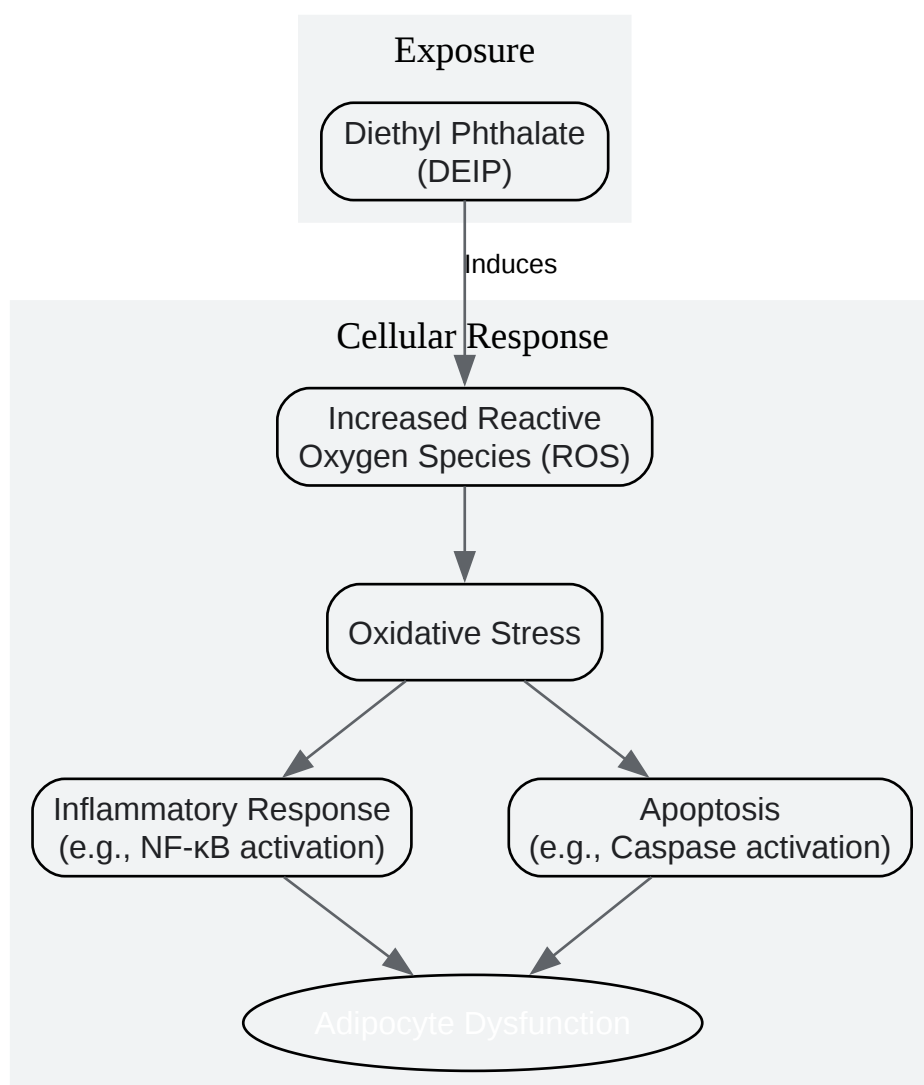 Exposure
Diethyl Phthalate
(DEIP)
Induces
Cellular Response
Increased Reactive
Oxygen Species (ROS)
Oxidative Stress
Inflammatory Response
(e.g., NF-κB activation)
Apoptosis
(e.g., Caspase activation)
Adipocyte Dysfunction